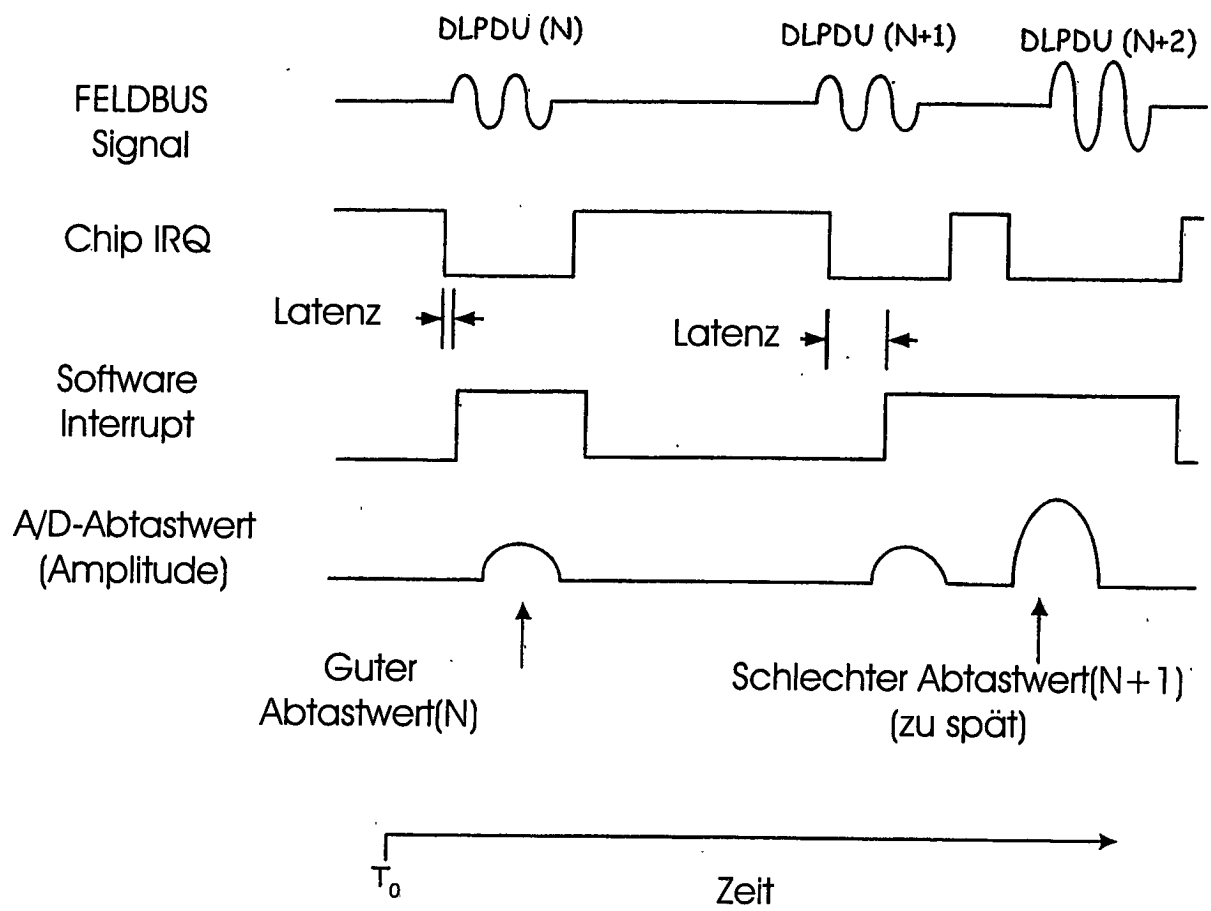 DLPDU (N)
DLPDU (N+1)
DLPDU (N+2)
FELDBUS
Signal
Chip IRQ
Latenz
Latenz
Software
Interrupt
A/D-Abtastwert
(Amplitude)
Guter
Abtastwert(N)
Schlechter Abtastwert(N+1)
(zu spät)
T₀
Zeit